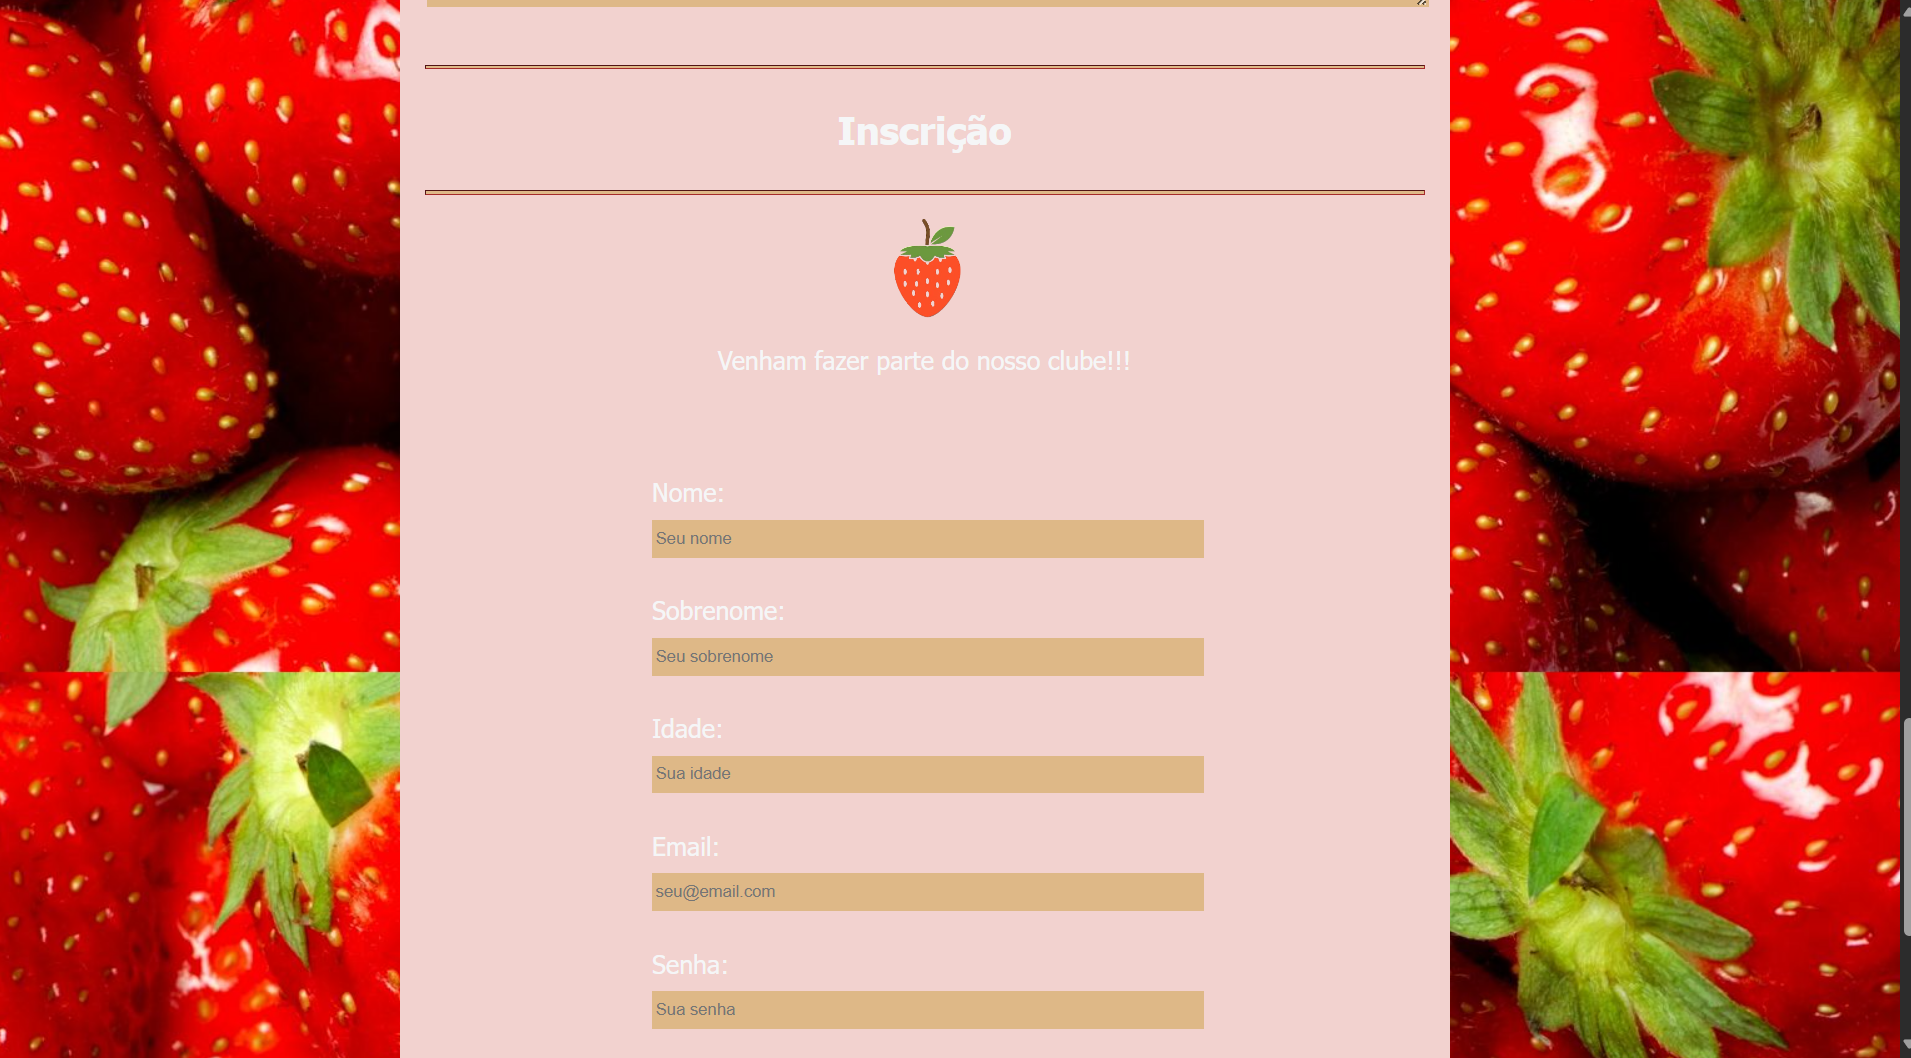 Inscrição
Venham fazer parte do nosso clube!!!
Nome:
Seu nome
Sobrenome:
Seu sobrenome
Idade:
Sua idade
Email:
seu@email.com
Senha:
Sua senha